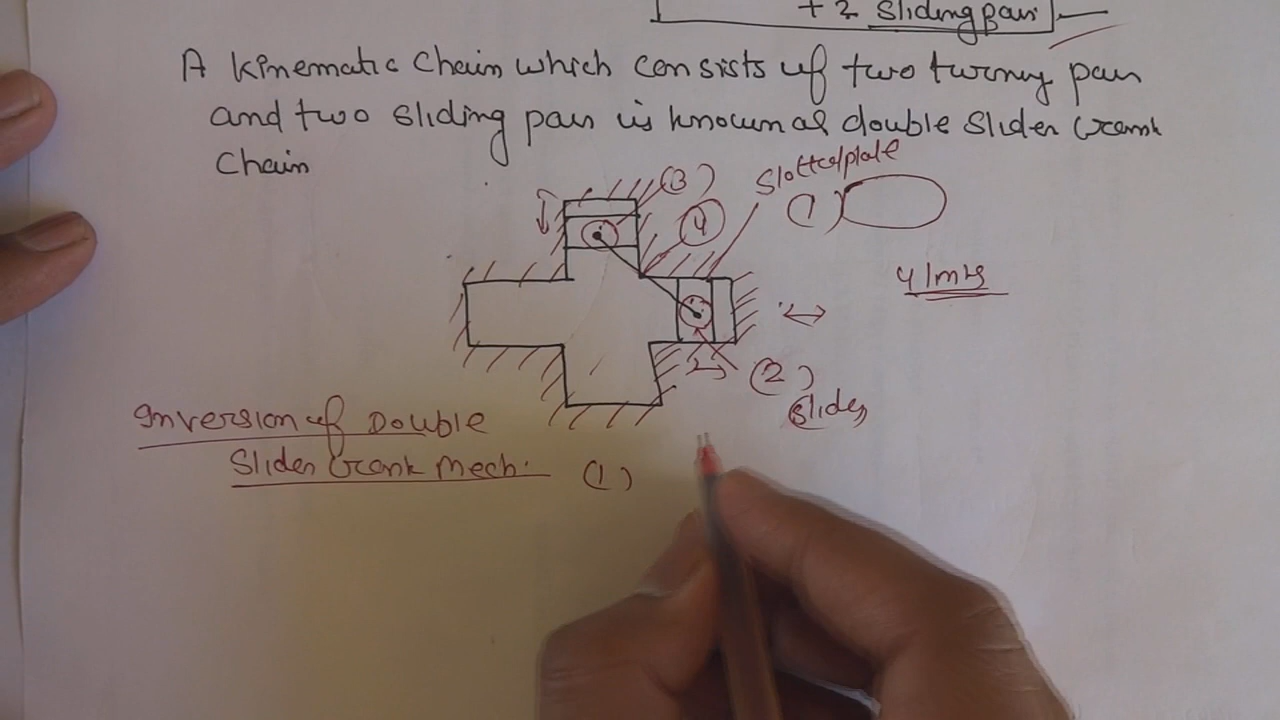 + 2 Sliding pair
A Kinematic Chain which consists of two turning pair
and two sliding pair is known as double Slider Crank
Chain
(3)
Slotted plate
(4)
(1)
4 links
(2)
Slider
Inversion of Double
Slider Crank Mech. (1)